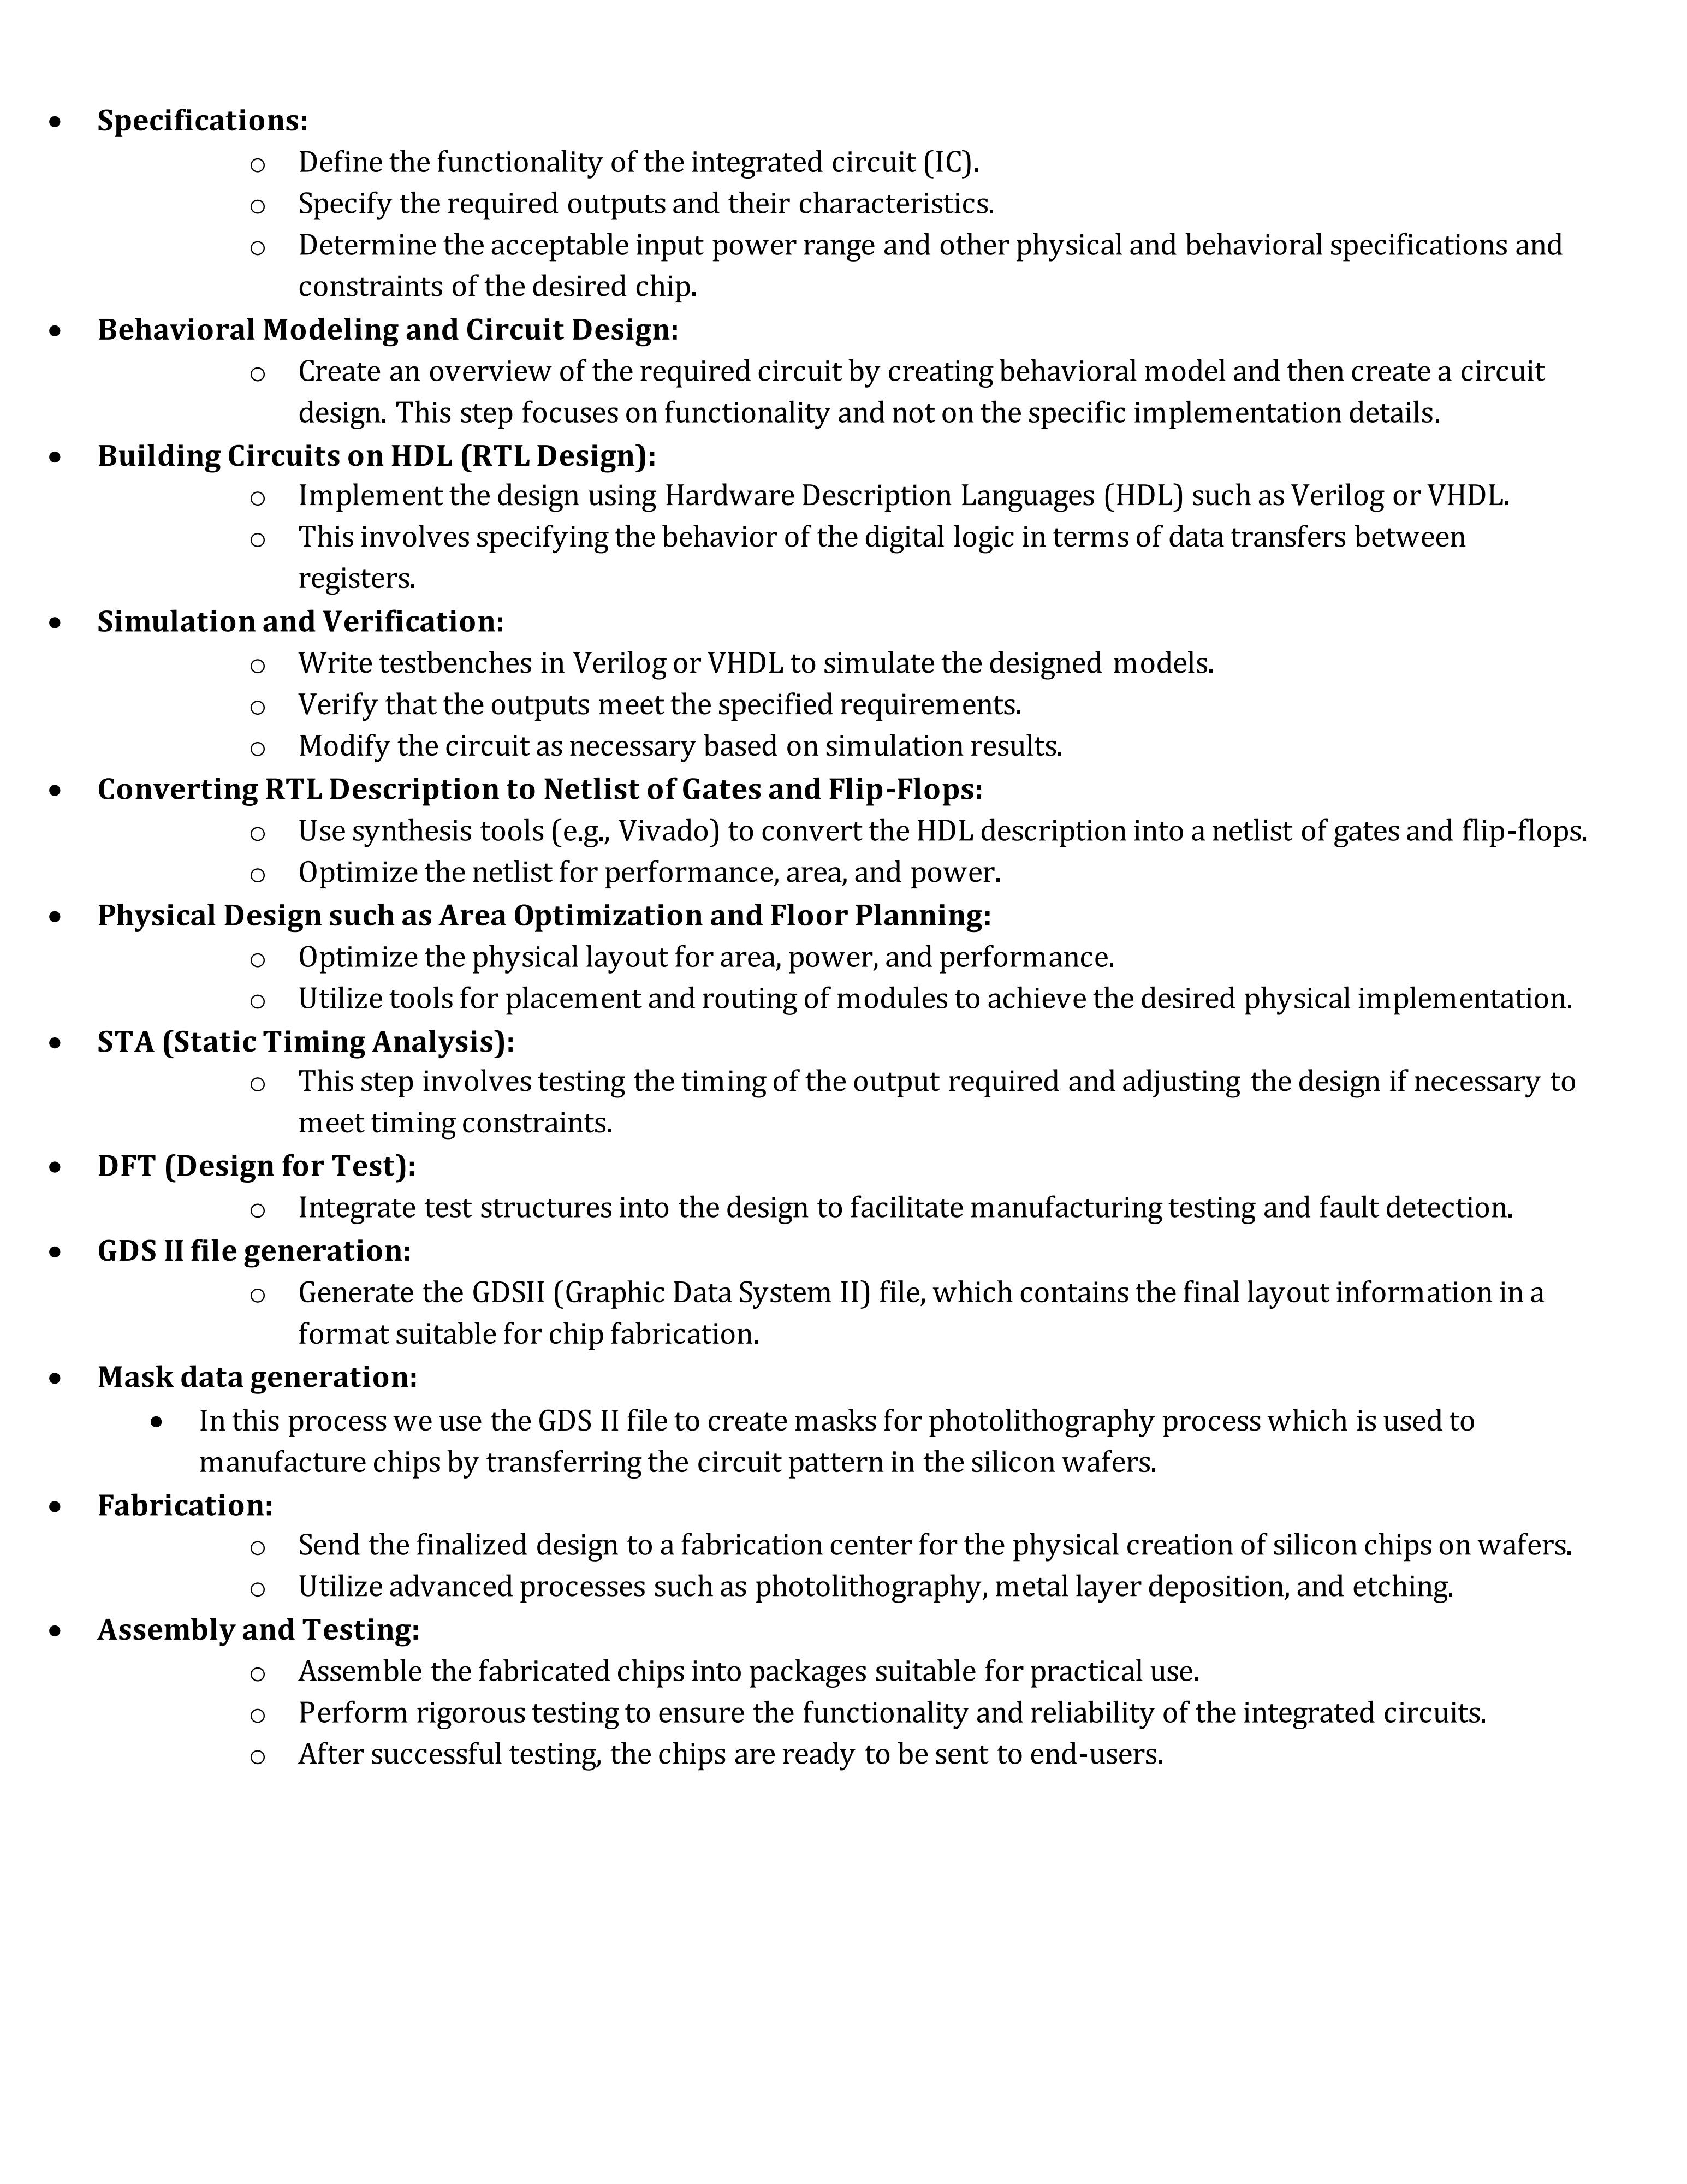 • Specifications:
o Define the functionality of the integrated circuit (IC).
o Specify the required outputs and their characteristics.
o Determine the acceptable input power range and other physical and behavioral specifications and
constraints of the desired chip.
• Behavioral Modeling and Circuit Design:
o Create an overview of the required circuit by creating behavioral model and then create a circuit
design. This step focuses on functionality and not on the specific implementation details.
• Building Circuits on HDL (RTL Design):
o Implement the design using Hardware Description Languages (HDL) such as Verilog or VHDL.
o This involves specifying the behavior of the digital logic in terms of data transfers between
registers.
• Simulation and Verification:
o Write testbenches in Verilog or VHDL to simulate the designed models.
o Verify that the outputs meet the specified requirements.
o Modify the circuit as necessary based on simulation results.
• Converting RTL Description to Netlist of Gates and Flip-Flops:
o Use synthesis tools (e.g., Vivado) to convert the HDL description into a netlist of gates and flip-flops.
o Optimize the netlist for performance, area, and power.
• Physical Design such as Area Optimization and Floor Planning:
o Optimize the physical layout for area, power, and performance.
o Utilize tools for placement and routing of modules to achieve the desired physical implementation.
• STA (Static Timing Analysis):
o This step involves testing the timing of the output required and adjusting the design if necessary to
meet timing constraints.
• DFT (Design for Test):
o Integrate test structures into the design to facilitate manufacturing testing and fault detection.
• GDS II file generation:
o Generate the GDSII (Graphic Data System II) file, which contains the final layout information in a
format suitable for chip fabrication.
• Mask data generation:
• In this process we use the GDS II file to create masks for photolithography process which is used to
manufacture chips by transferring the circuit pattern in the silicon wafers.
• Fabrication:
o Send the finalized design to a fabrication center for the physical creation of silicon chips on wafers.
o Utilize advanced processes such as photolithography, metal layer deposition, and etching.
• Assembly and Testing:
o Assemble the fabricated chips into packages suitable for practical use.
o Perform rigorous testing to ensure the functionality and reliability of the integrated circuits.
o After successful testing, the chips are ready to be sent to end-users.